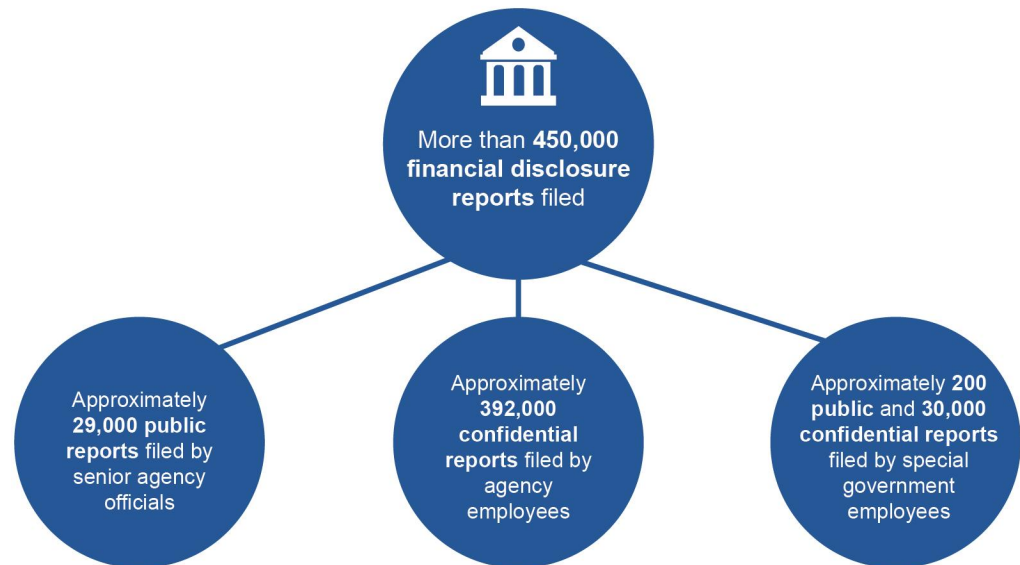 More than 450,000
financial disclosure
reports filed
Approximately
29,000 public
reports filed by
senior agency
officials
Approximately
392,000
confidential
reports filed by
agency
employees
Approximately 200
public and 30,000
confidential reports
filed by special
government
employees